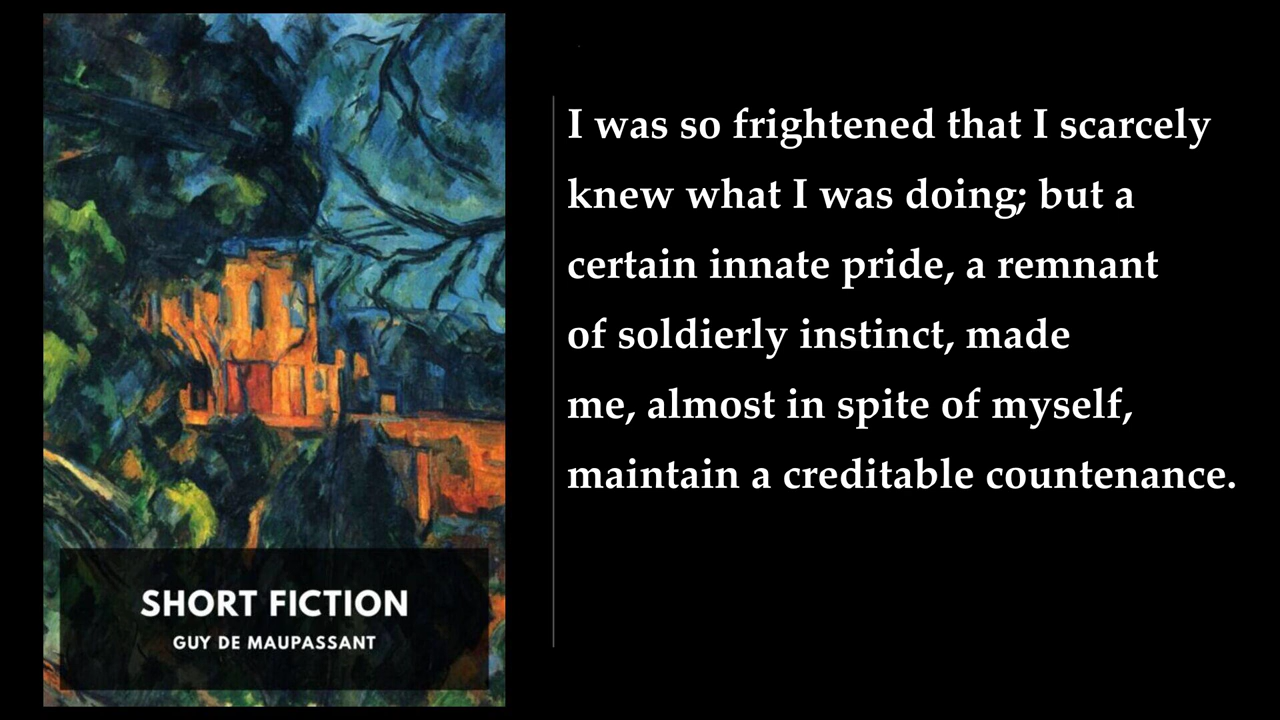 I was so frightened that I scarcely
knew what I was doing; but a
certain innate pride, a remnant
of soldierly instinct, made
me, almost in spite of myself,
maintain a creditable countenance.
SHORT FICTION
GUY DE MAUPASSANT